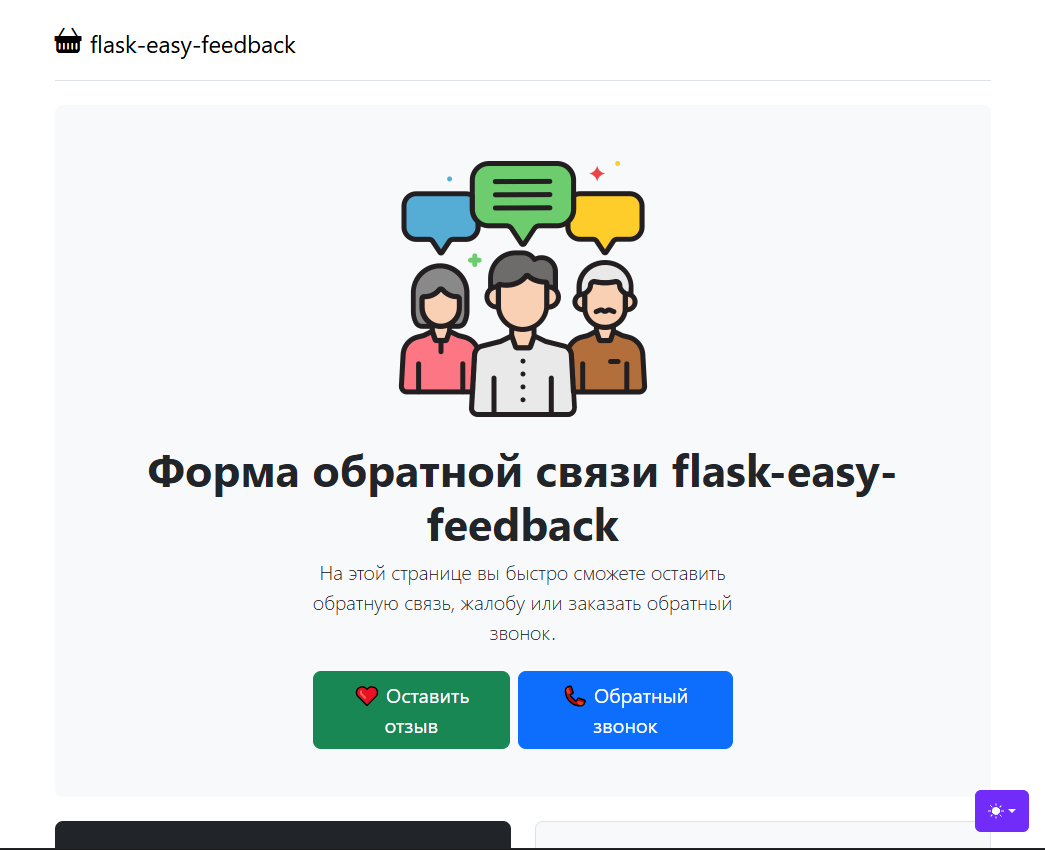 flask-easy-feedback
Форма обратной связи flask-easy-
feedback
На этой странице вы быстро сможете оставить
обратную связь, жалобу или заказать обратный
звонок.
Оставить
отзыв
Обратный
звонок